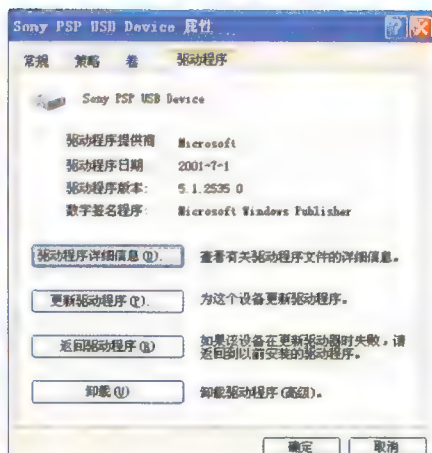 Sony PSP USB Device 属性
常规 策略 卷 驱动程序
Sony PSP USB Device
驱动程序提供商 Microsoft
驱动程序日期 2001-7-1
驱动程序版本: 5.1.2535.0
数字签名程序: Microsoft Windows Publisher
驱动程序详细信息(D). 查看有关驱动程序文件的详细信息。
更新驱动程序(P). 为这个设备更新驱动程序。
返回驱动程序(R) 如果该设备在更新驱动器时失败，请
返回到以前安装的驱动程序。
卸载(U) 卸载驱动程序(高级)。
确定 取消